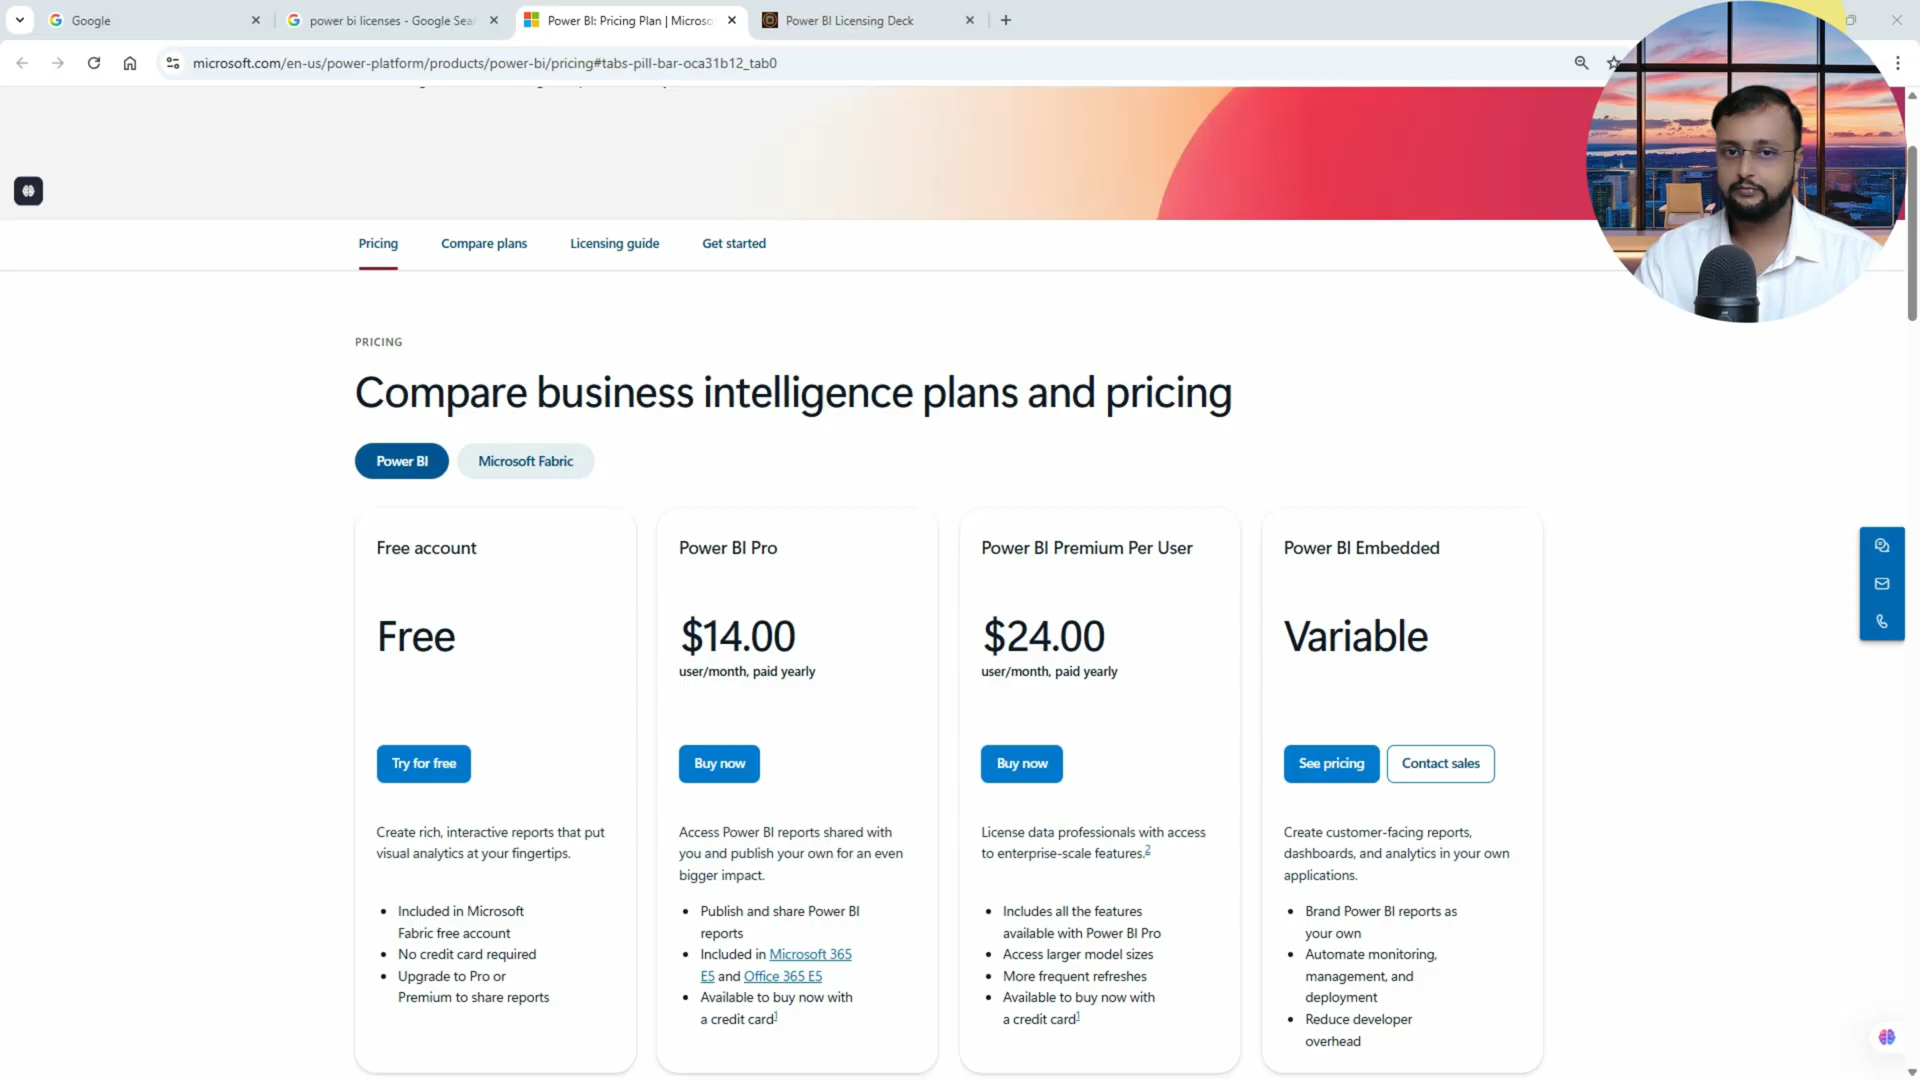 Google
power bi licenses - Google Sea
Power BI: Pricing Plan | Microso
Power BI Licensing Deck
microsoft.com/en-us/power-platform/products/power-bi/pricing#tabs-pill-bar-oca31b12_tab0
Pricing
Compare plans
Licensing guide
Get started
PRICING
Compare business intelligence plans and pricing
Power BI
Microsoft Fabric
Free account
Free
Try for free
Create rich, interactive reports that put
visual analytics at your fingertips.
• Included in Microsoft
Fabric free account
• No credit card required
• Upgrade to Pro or
Premium to share reports
Power BI Pro
$14.00
user/month, paid yearly
Buy now
Access Power BI reports shared with
you and publish your own for an even
bigger impact.
• Publish and share Power BI
reports
• Included in Microsoft 365
E5 and Office 365 E5
• Available to buy now with
a credit card1
Power BI Premium Per User
$24.00
user/month, paid yearly
Buy now
License data professionals with access
to enterprise-scale features.2
• Includes all the features
available with Power BI Pro
• Access larger model sizes
• More frequent refreshes
• Available to buy now with
a credit card1
Power BI Embedded
Variable
See pricing
Contact sales
Create customer-facing reports,
dashboards, and analytics in your own
applications.
• Brand Power BI reports as
your own
• Automate monitoring,
management, and
deployment
• Reduce developer
overhead